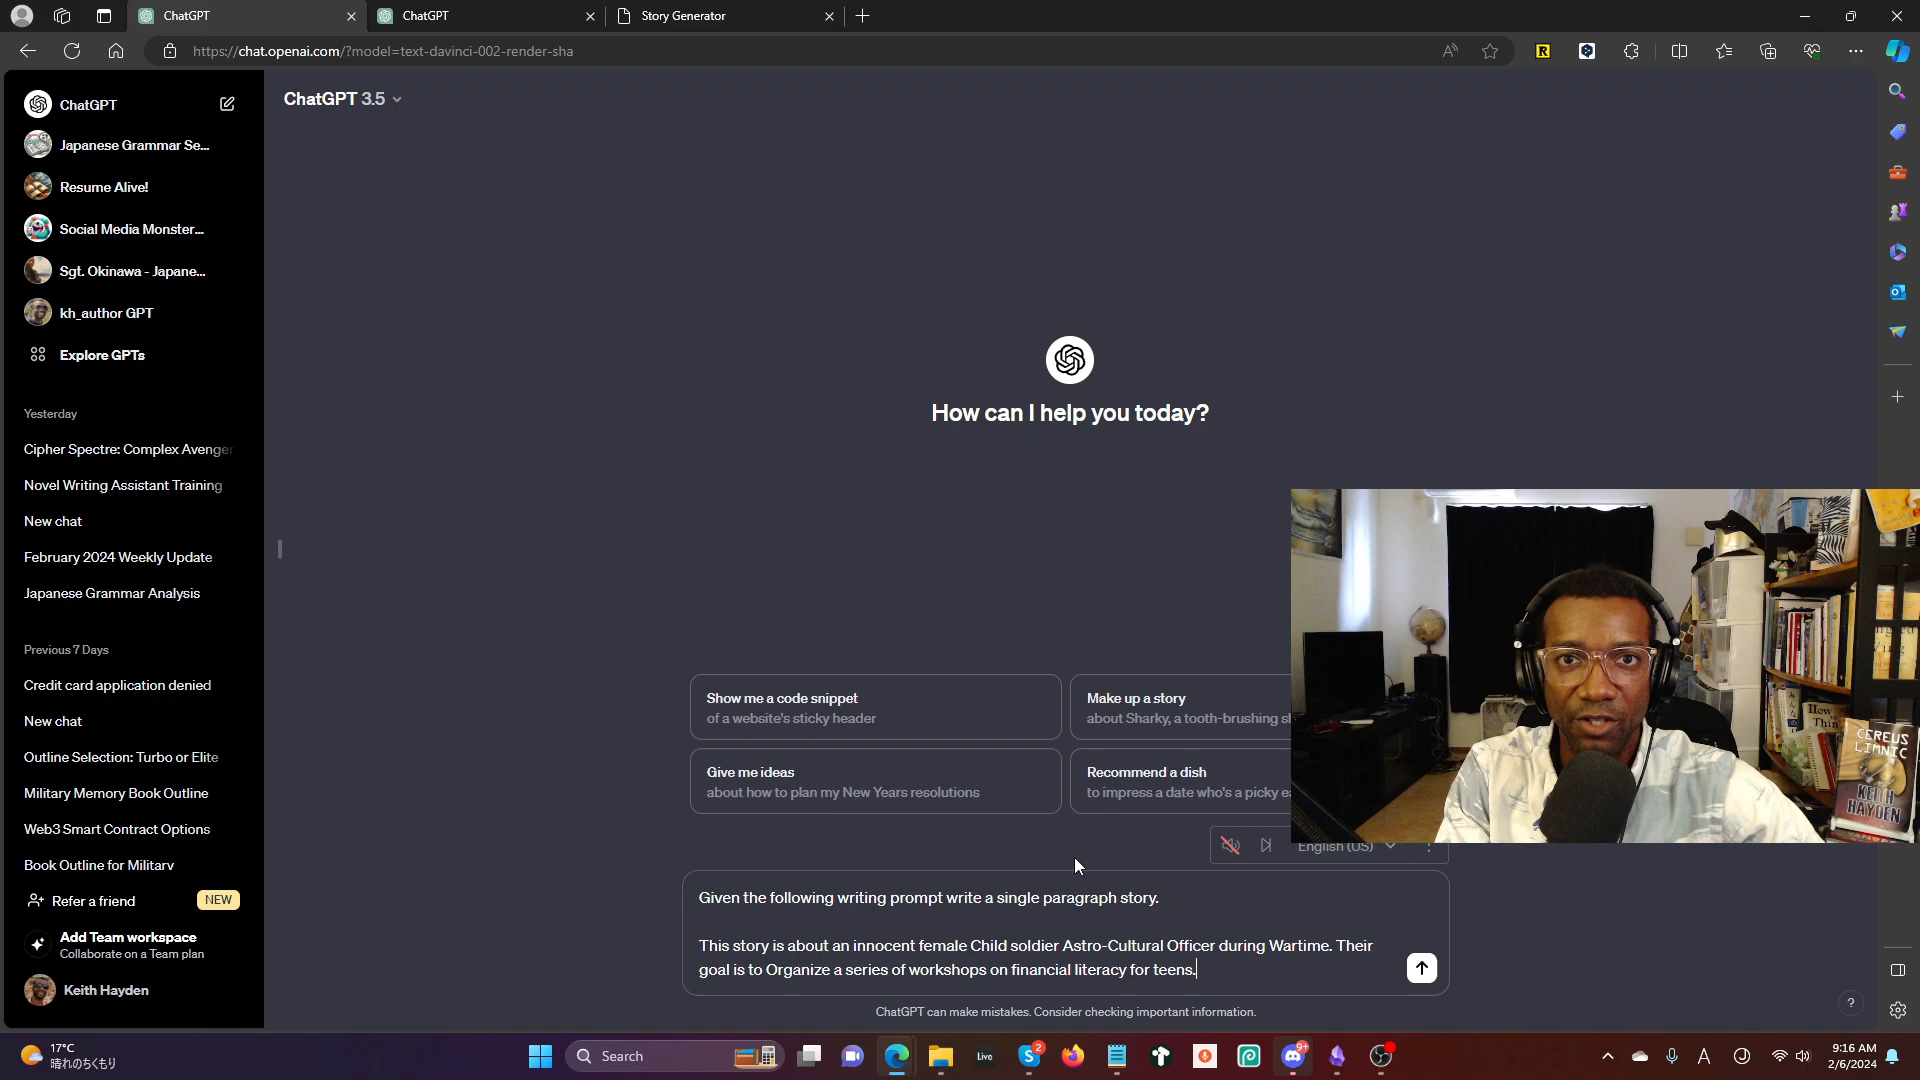 ChatGPT
ChatGPT
Story Generator
https://chat.openai.com/?model=text-davinci-002-render-sha
ChatGPT
Japanese Grammar Se...
Resume Alive!
Social Media Monster...
Sgt. Okinawa - Japane...
kh_author GPT
Explore GPTs
Yesterday
Cipher Spectre: Complex Avenger
Novel Writing Assistant Training
New chat
February 2024 Weekly Update
Japanese Grammar Analysis
Previous 7 Days
Credit card application denied
New chat
Outline Selection: Turbo or Elite
Military Memory Book Outline
Web3 Smart Contract Options
Book Outline for Military
Refer a friend
NEW
Add Team workspace
Collaborate on a Team plan
Keith Hayden
ChatGPT 3.5
How can I help you today?
Show me a code snippet
of a website's sticky header
Make up a story
about Sharky, a tooth-brushing
Give me ideas
about how to plan my New Years resolutions
Recommend a dish
to impress a date who's a picky
English (US)
Given the following writing prompt write a single paragraph story.
This story is about an innocent female Child soldier Astro-Cultural Officer during Wartime. Their
goal is to Organize a series of workshops on financial literacy for teens.
ChatGPT can make mistakes. Consider checking important information.
?
CEREUS
LIMNIC
KEITH
HAYDEN
17°C
晴れのちくもり
Search
Live
2
9+
9:16 AM
2/6/2024